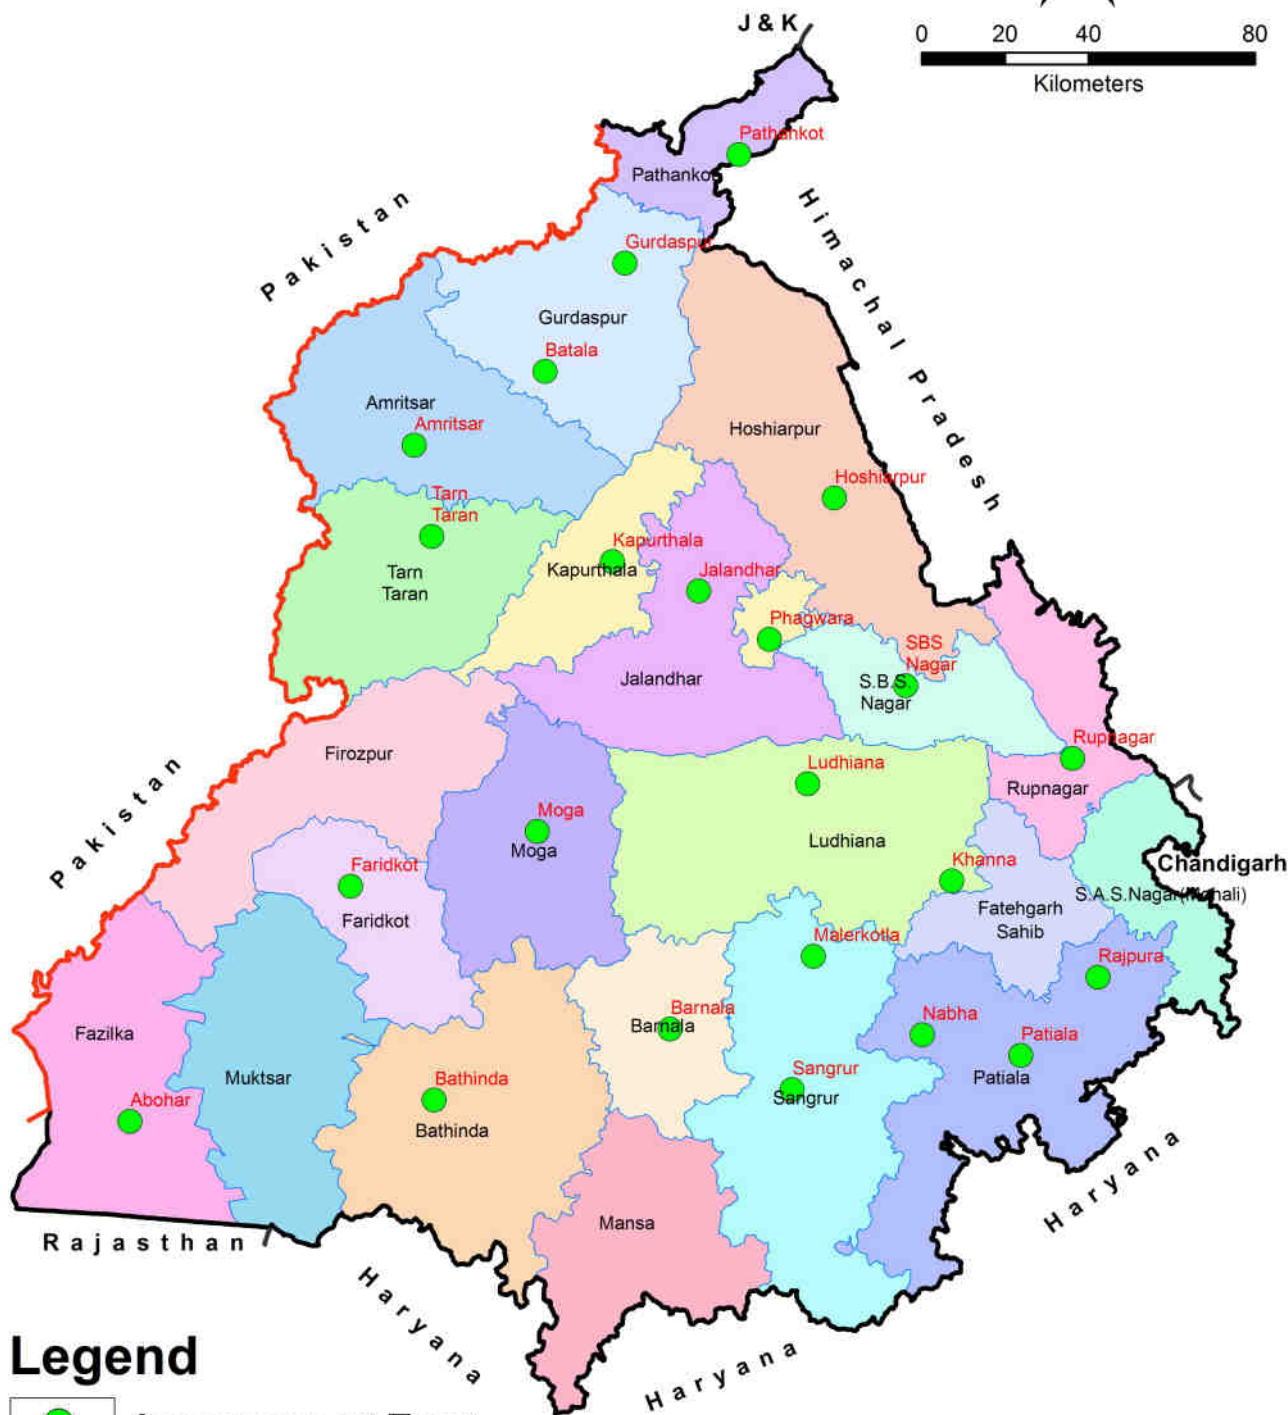 J & K
0 20 40 80
Kilometers
Pathankot
Pathankot
Pakistan
Himachal Pradesh
Gurdaspur
Gurdaspur
Batala
Amritsar
Amritsar
Hoshiarpur
Hoshiarpur
Tarn
Taran
Tarn
Taran
Kapurthala
Kapurthala
Jalandhar
Phagwara
SBS
Nagar
S.B.S.
Nagar
Jalandhar
Firozpur
Rupnagar
Rupnagar
Pakistan
Ludhiana
Ludhiana
Moga
Moga
Khanna
Chandigarh
S.A.S.Nagar(Mohali)
Faridkot
Faridkot
Fatehgarh
Sahib
Malerkotla
Rajpura
Fazilka
Barnala
Barnala
Nabha
Patiala
Patiala
Muktsar
Bathinda
Bathinda
Sangrur
Sangrur
Abohar
Haryana
Mansa
Rajasthan
Haryana
Haryana
Legend